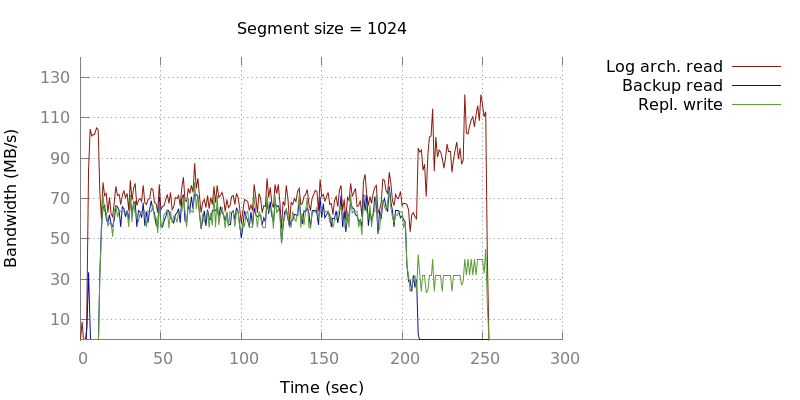 Segment size = 1024
Log arch. read
Backup read
Repl. write
Bandwidth (MB/s)
130
110
90
70
50
30
10
0 50 100 150 200 250 300
Time (sec)